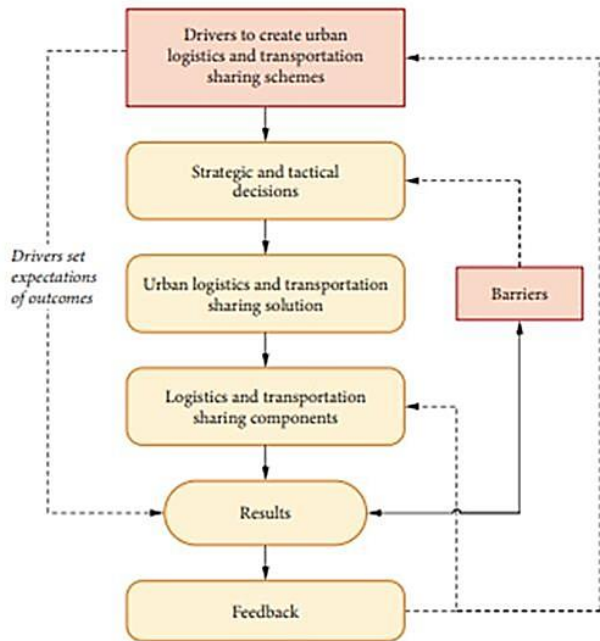 Drivers to create urban
logistics and transportation
sharing schemes
Strategic and tactical
decisions
Drivers set
expectations
of outcomes
Urban logistics and transportation
sharing solution
Barriers
Logistics and transportation
sharing components
Results
Feedback